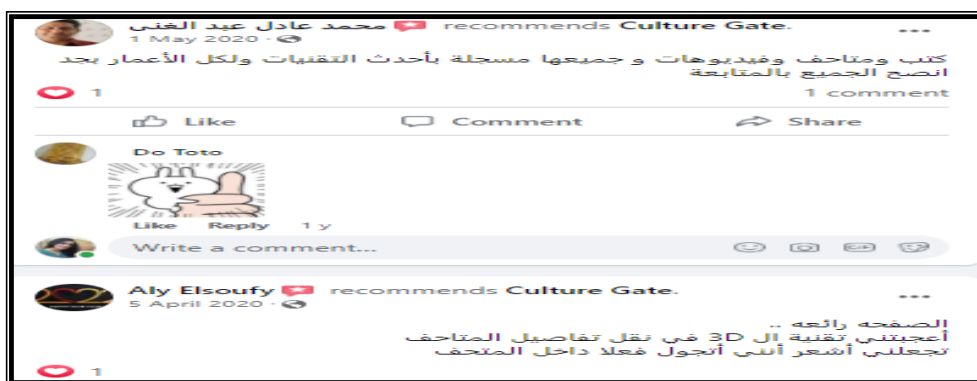 محمد عادل عبد الغني recommends Culture Gate.
1 May 2020 ·
كتب ومتاحف وفيديوهات و جميعها مسجلة بأحدث التقنيات ولكل الأعمار بجد
انصح الجميع بالمتابعة
1
1 comment
Like Comment Share
Do Toto
Like Reply 1 y
Write a comment...
GIF
Aly Elsoufy recommends Culture Gate.
5 April 2020 ·
الصفحه رائعه ..
أعجبتني تقنية ال 3D في نقل تفاصيل المتاحف
تجعلني أشعر أنني أتجول فعلا داخل المتحف
1